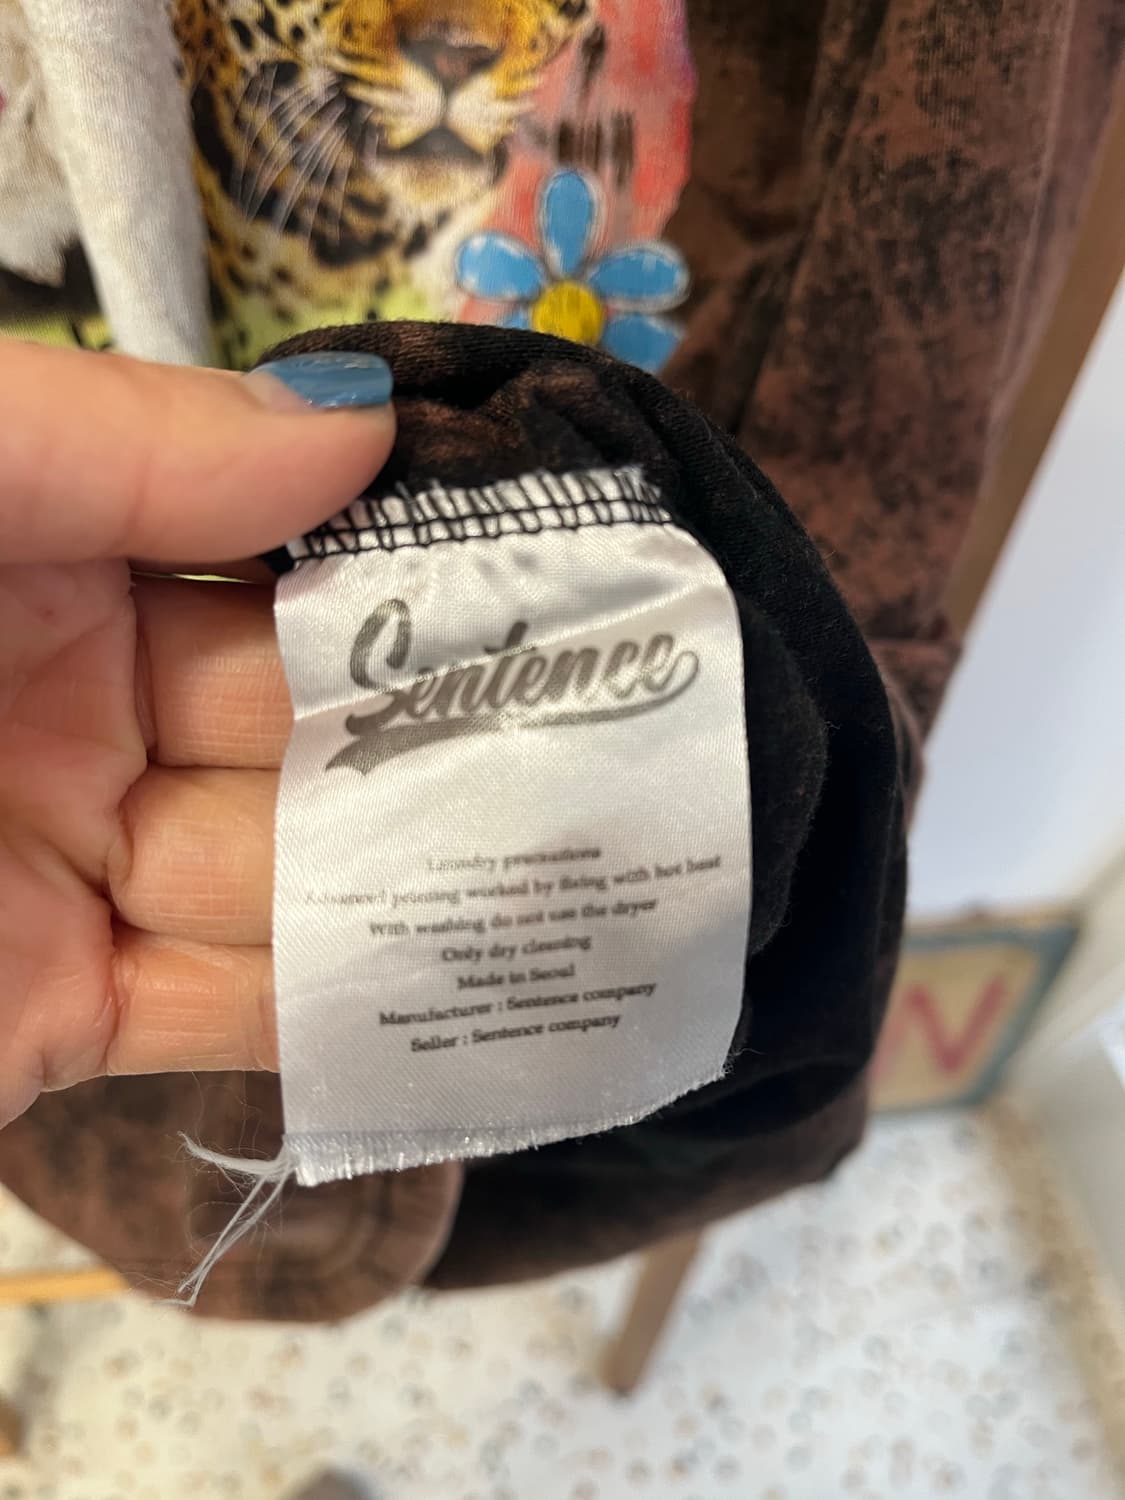 Sentence
Laundry precautions
Advanced printing worked by fixing with hot heat
With washing do not use the dryer
Only dry cleaning
Made in Seoul
Manufacturer : Sentence company
Seller : Sentence company
W